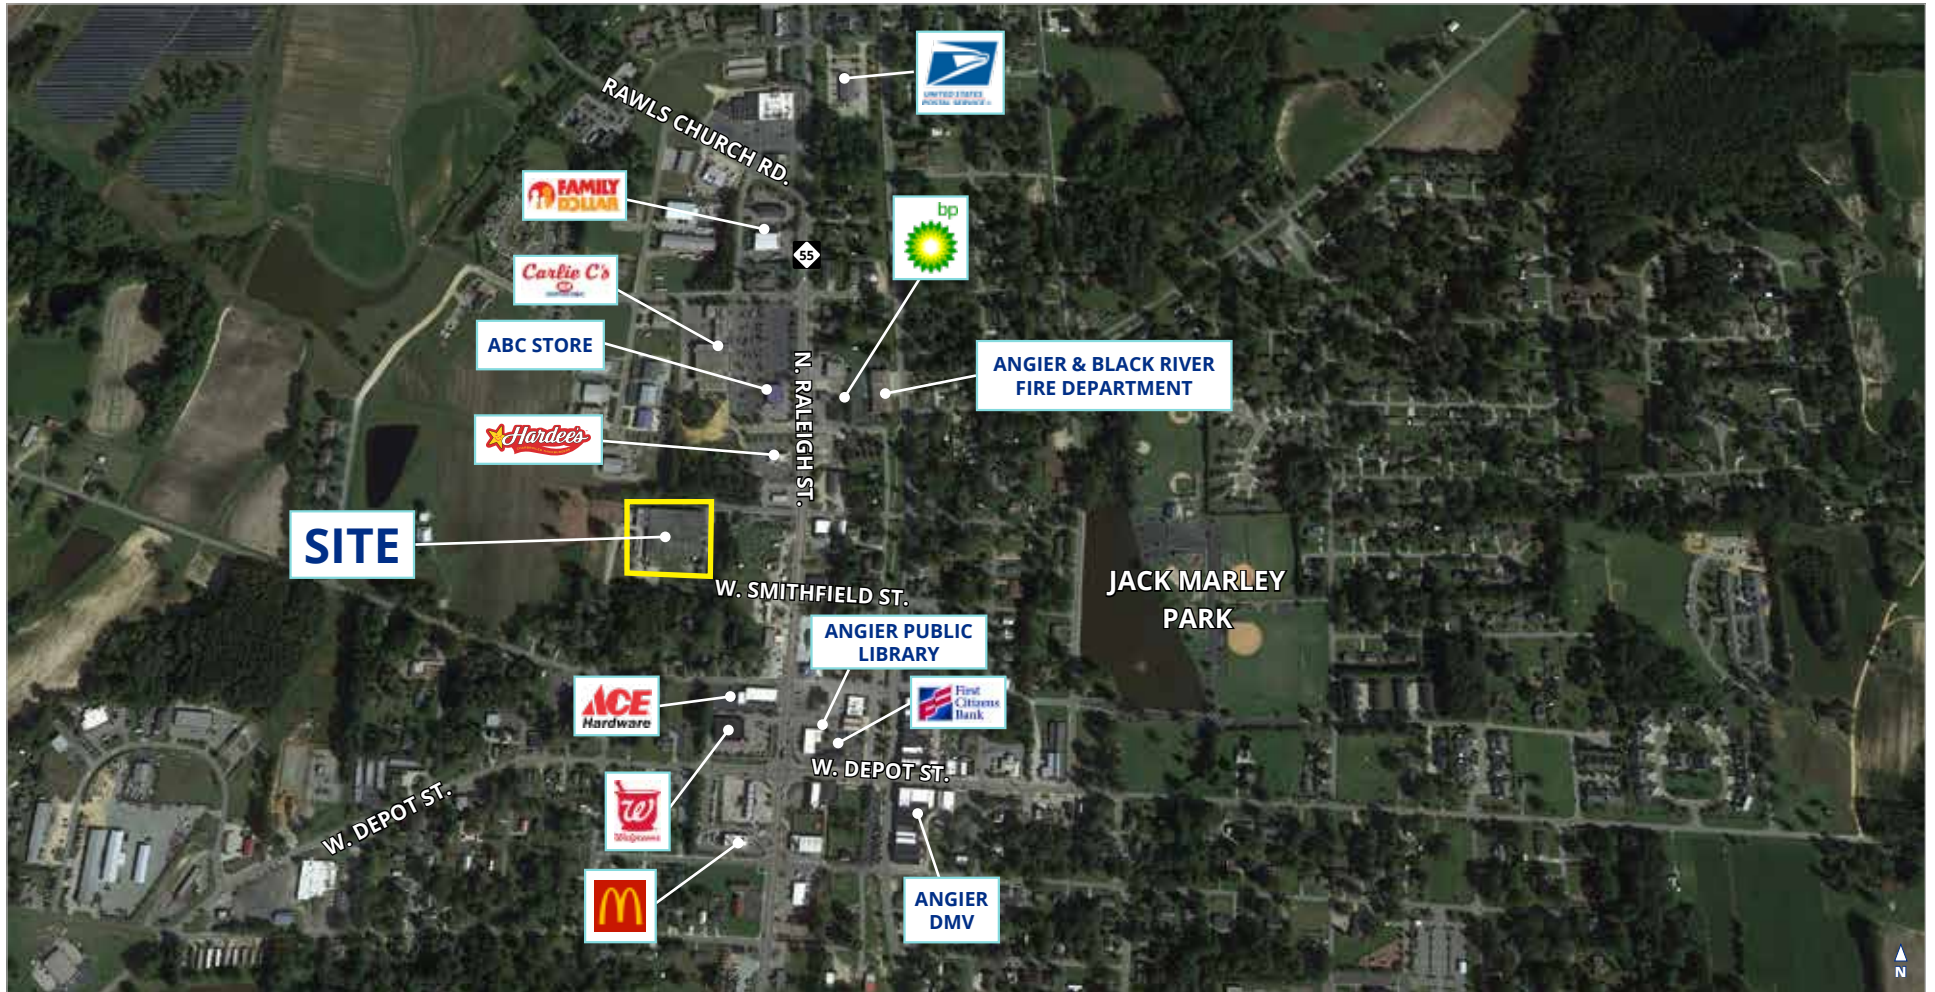 UNITED STATES
POSTAL SERVICE®
RAWLS CHURCH RD.
FAMILY
DOLLAR
bp
55
Carlie C's
IGA
ABC STORE
N. RALEIGH ST.
ANGIER & BLACK RIVER
FIRE DEPARTMENT
Hardee's
SITE
W. SMITHFIELD ST.
JACK MARLEY
PARK
ANGIER PUBLIC
LIBRARY
ACE
Hardware
First
Citizens
Bank
W. DEPOT ST.
W. DEPOT ST.
W
Walgreens
ANGIER
DMV
N